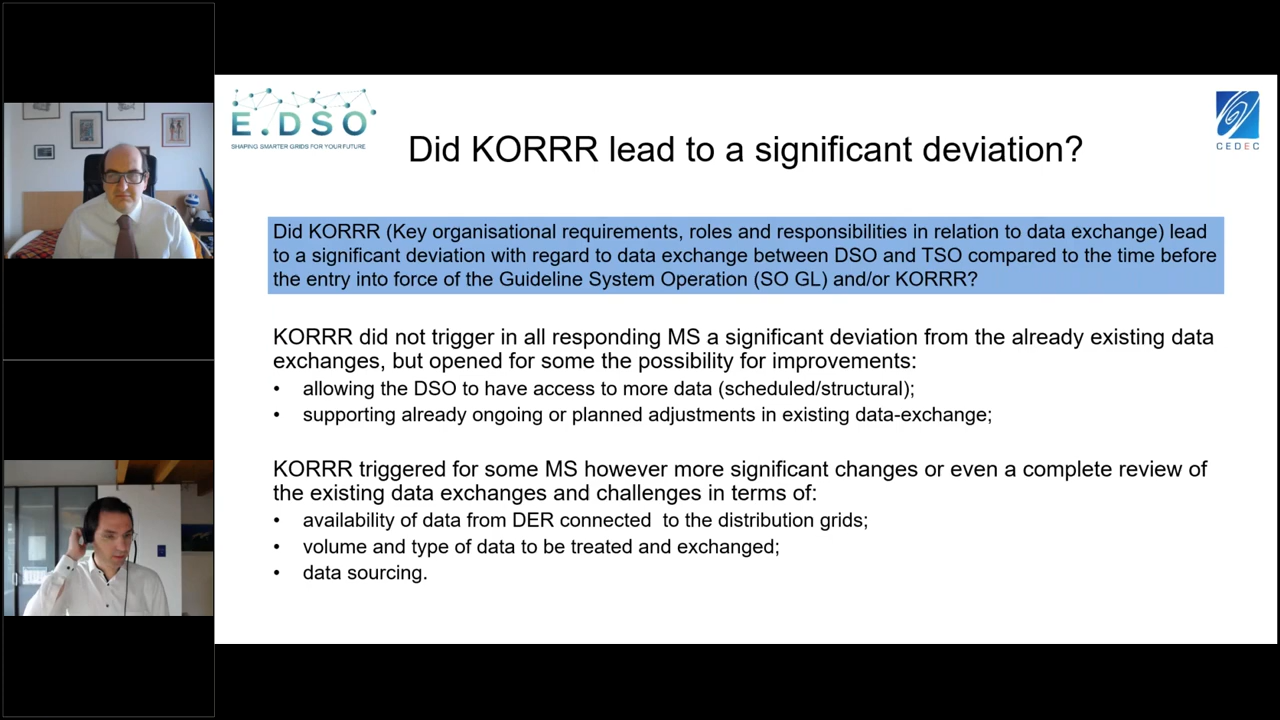 E.DSO
SHAPING SMARTER GRIDS FOR YOUR FUTURE
CEDEC
Did KORRR lead to a significant deviation?
Did KORRR (Key organisational requirements, roles and responsibilities in relation to data exchange) lead
to a significant deviation with regard to data exchange between DSO and TSO compared to the time before
the entry into force of the Guideline System Operation (SO GL) and/or KORRR?
KORRR did not trigger in all responding MS a significant deviation from the already existing data
exchanges, but opened for some the possibility for improvements:
• allowing the DSO to have access to more data (scheduled/structural);
• supporting already ongoing or planned adjustments in existing data-exchange;
KORRR triggered for some MS however more significant changes or even a complete review of
the existing data exchanges and challenges in terms of:
• availability of data from DER connected  to the distribution grids;
• volume and type of data to be treated and exchanged;
• data sourcing.